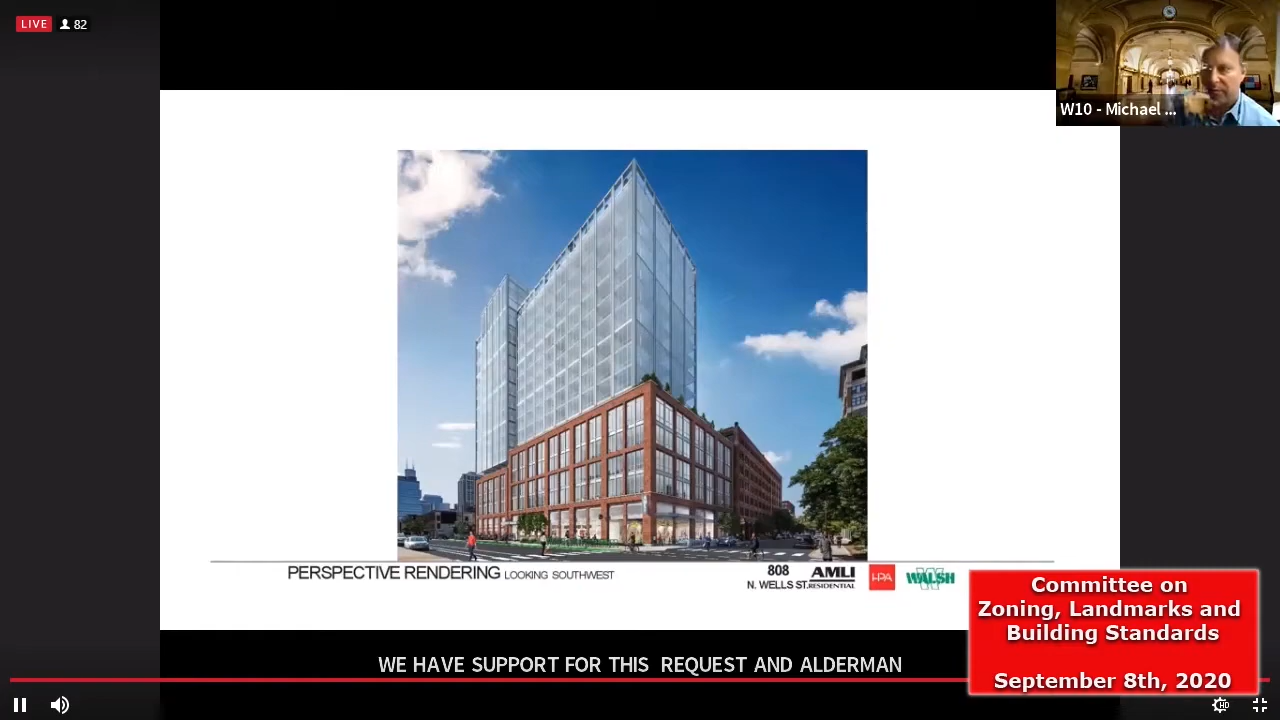 LIVE 82
W10 - Michael ...
PERSPECTIVE RENDERING LOOKING SOUTHWEST
808
N. WELLS ST.
AMLI
RESIDENTIAL
HPA
WALSH
Committee on
Zoning, Landmarks and
Building Standards
September 8th, 2020
WE HAVE SUPPORT FOR THIS  REQUEST AND ALDERMAN
HD